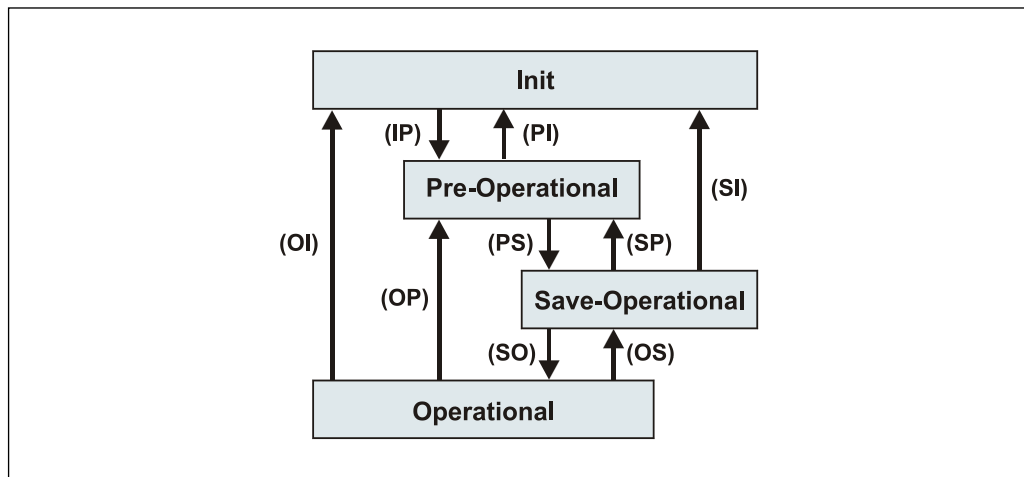 Init
(IP)
(PI)
Pre-Operational
(SI)
(OI)
(PS)
(SP)
(OP)
Save-Operational
(SO)
(OS)
Operational